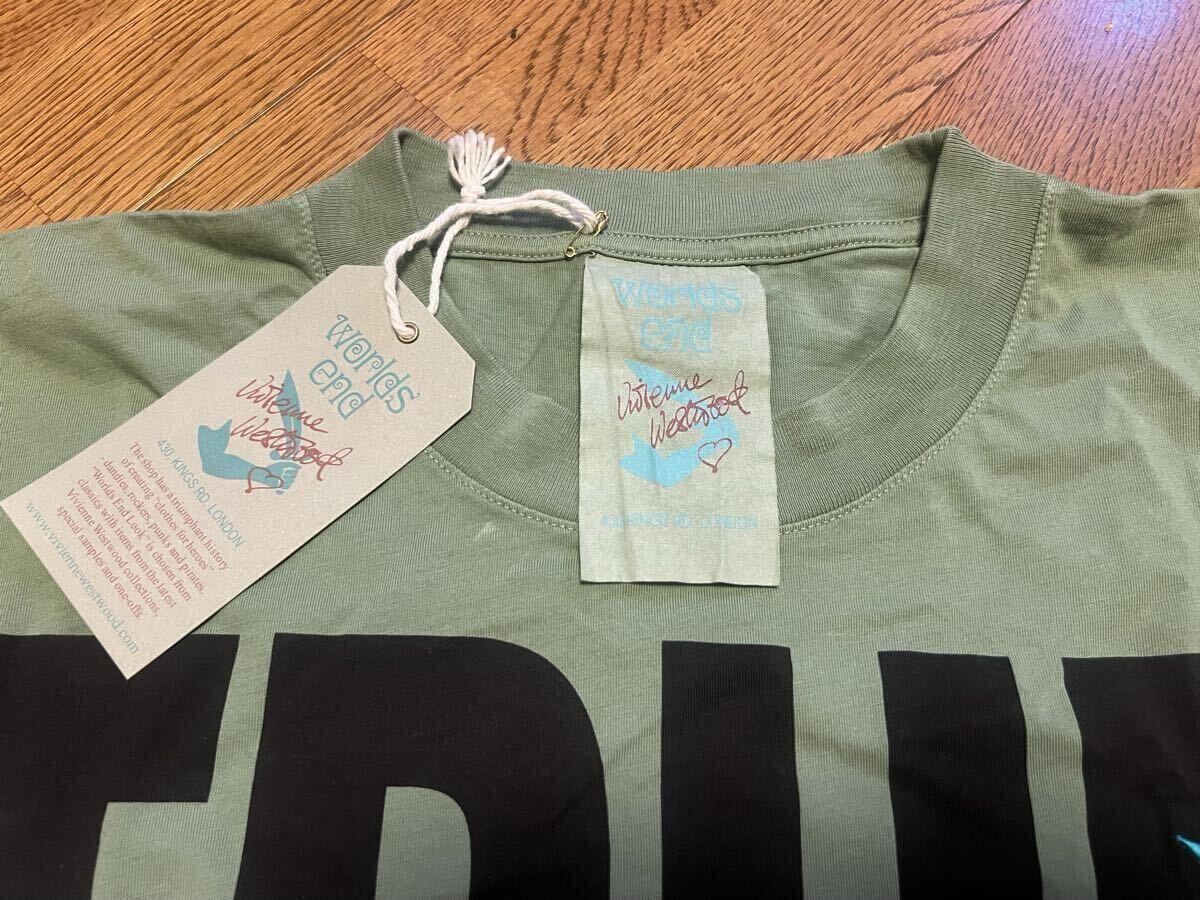 Worlds
end
Vivienne
Westwood
430 KINGS RD LONDON
The shop has a triumphant history
of creating "clothes for heroes"
dandies, rockers, punks and pirates.
"Worlds End Look" is chosen from
classics with items from the latest
Vivienne Westwood collections,
special samples and one-offs.
www.viviennewestwood.com
Worlds
end
Vivienne
Westwood
430 KINGS RD LONDON